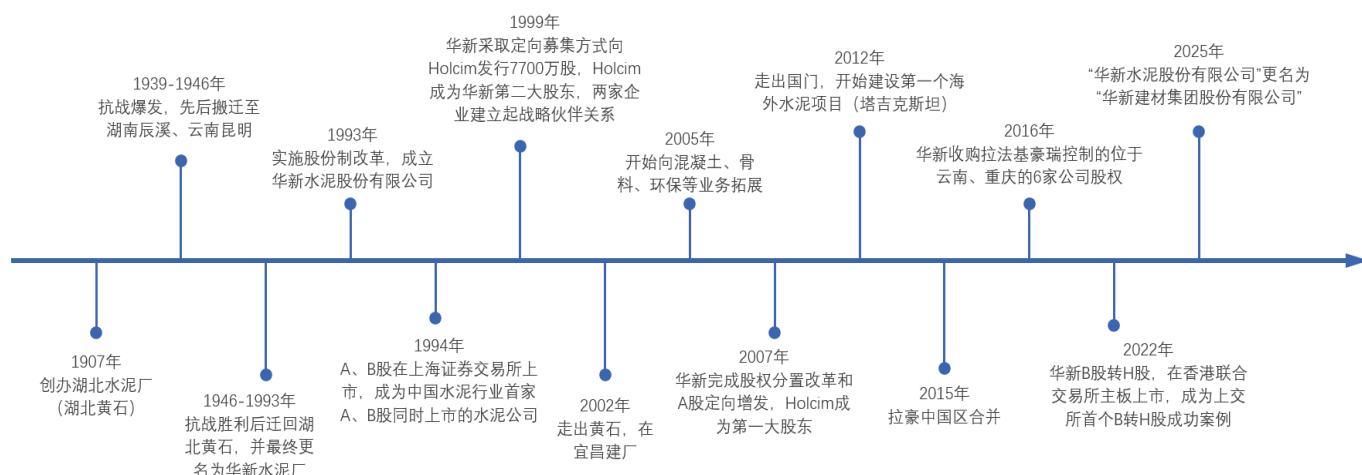 1907年
创办湖北水泥厂
（湖北黄石）
1939-1946年
抗战爆发，先后搬迁至
湖南辰溪、云南昆明
1946-1993年
抗战胜利后迁回湖
北黄石，并最终更
名为华新水泥厂
1993年
实施股份制改革，成立
华新水泥股份有限公司
1994年
A、B股在上海证券交易所上
市，成为中国水泥行业首家
A、B股同时上市的水泥公司
1999年
华新采取定向募集方式向
Holcim发行7700万股，Holcim
成为华新第二大股东，两家企
业建立起战略伙伴关系
2002年
走出黄石，在
宜昌建厂
2005年
开始向混凝土、骨
料、环保等业务拓展
2007年
华新完成股权分置改革和
A股定向增发，Holcim成
为第一大股东
2012年
走出国门，开始建设第一个海
外水泥项目（塔吉克斯坦）
2015年
拉豪中国区合并
2016年
华新收购拉法基豪瑞控制的位于
云南、重庆的6家公司股权
2022年
华新B股转H股，在香港联合
交易所主板上市，成为上交
所首个B转H股成功案例
2025年
“华新水泥股份有限公司”更名为
“华新建材集团股份有限公司”